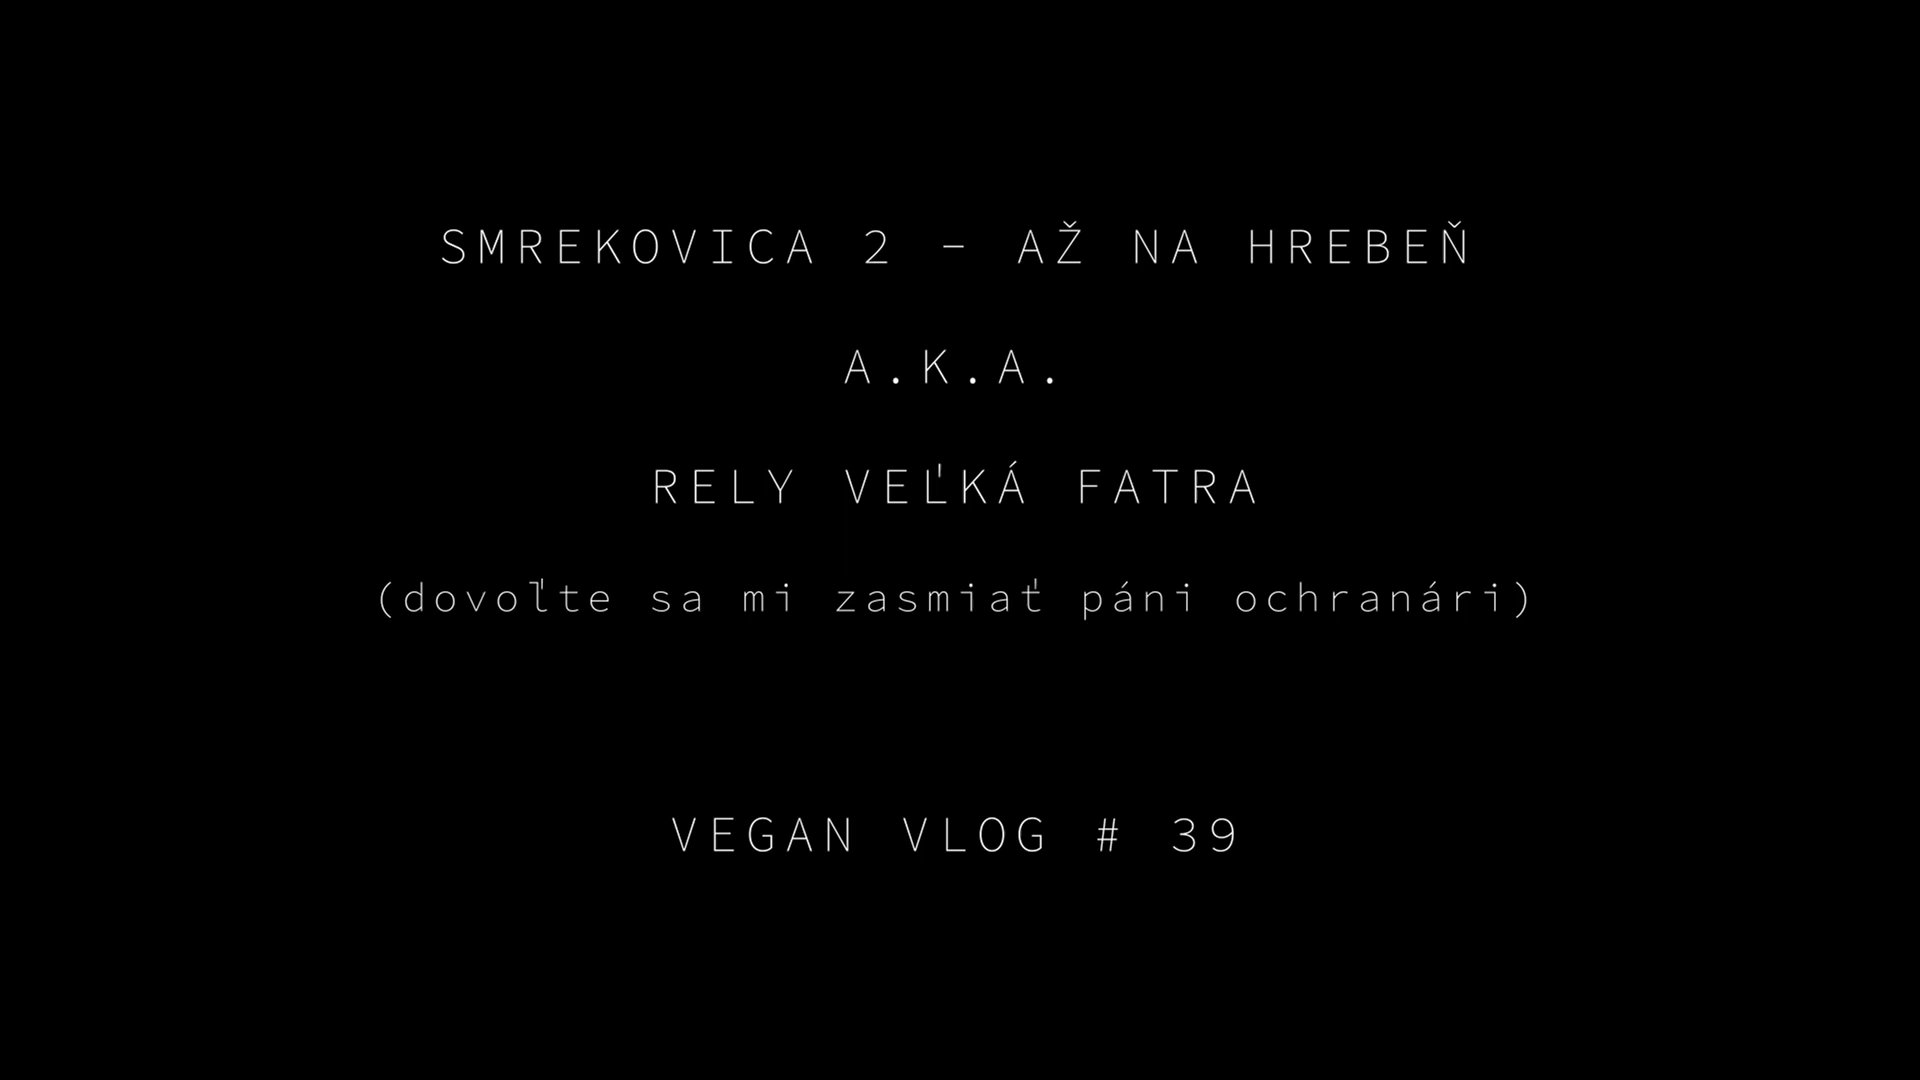 SMREKOVICA 2 - AŽ NA HREBEŇ
A.K.A.
RELY VEĽKÁ FATRA
(dovoľte sa mi zasmiať páni ochranári)
VEGAN VLOG # 39